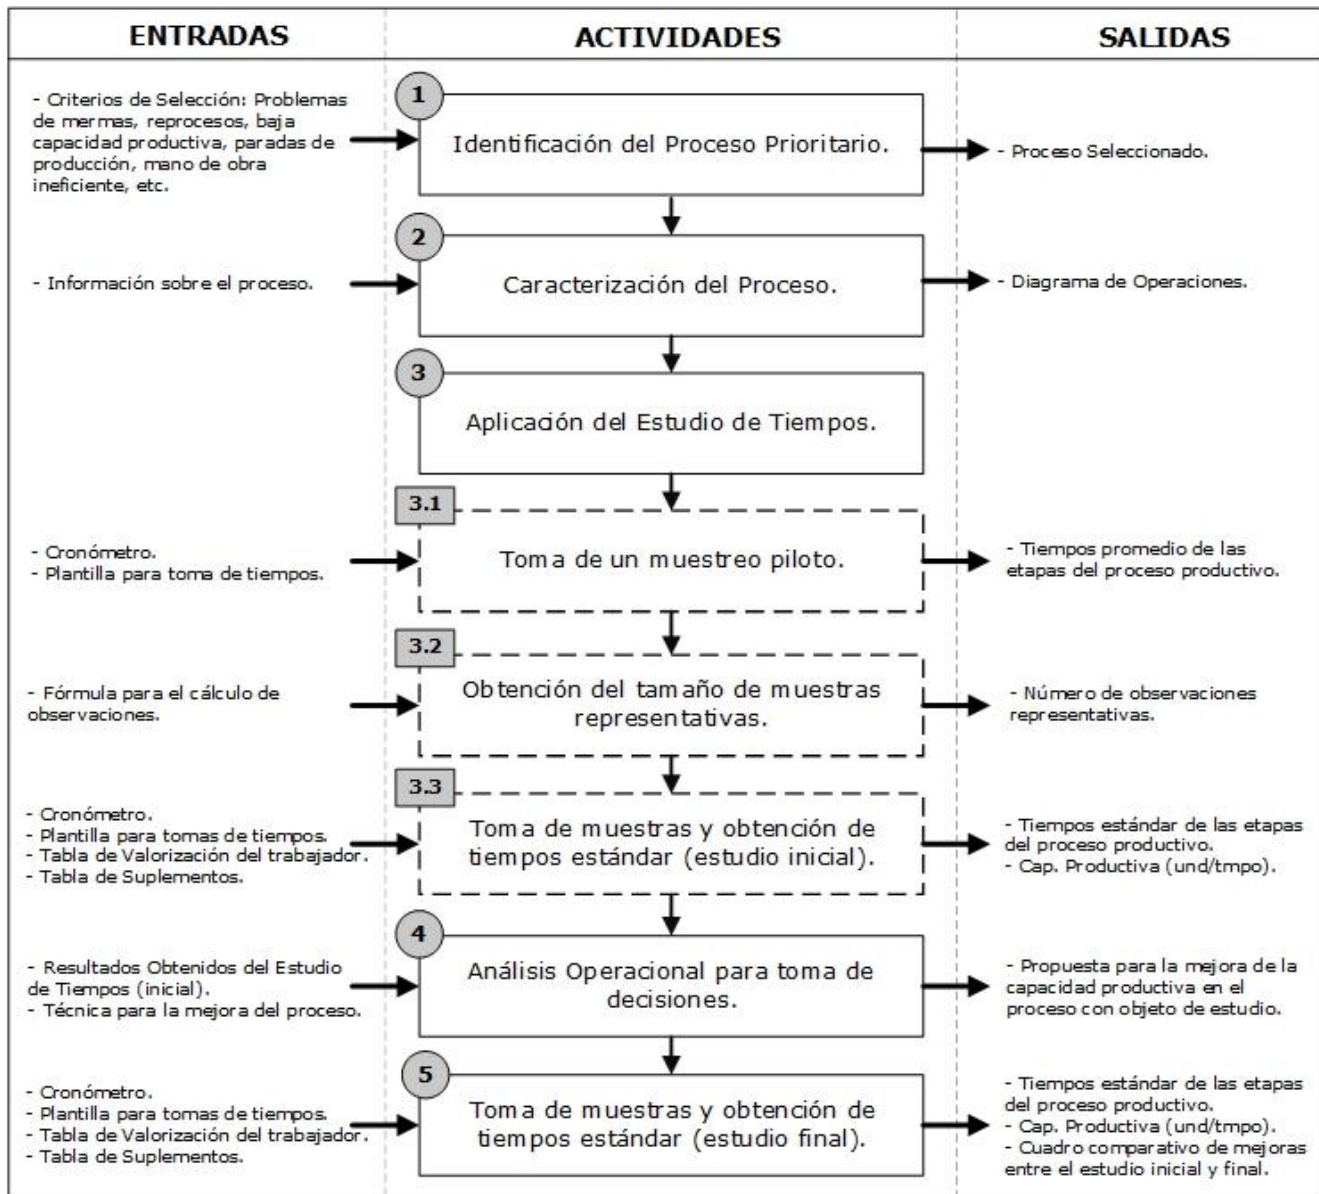 ENTRADAS
ACTIVIDADES
SALIDAS
- Criterios de Selección: Problemas
de mermas, reprocesos, baja
capacidad productiva, paradas de
producción, mano de obra
ineficiente, etc.
1
Identificación del Proceso Prioritario.
- Proceso Seleccionado.
- Información sobre el proceso.
2
Caracterización del Proceso.
- Diagrama de Operaciones.
3
Aplicación del Estudio de Tiempos.
- Cronómetro.
- Plantilla para toma de tiempos.
3.1
Toma de un muestreo piloto.
- Tiempos promedio de las
etapas del proceso productivo.
- Fórmula para el cálculo de
observaciones.
3.2
Obtención del tamaño de muestras
representativas.
- Número de observaciones
representativas.
- Cronómetro.
- Plantilla para tomas de tiempos.
- Tabla de Valorización del trabajador.
- Tabla de Suplementos.
3.3
Toma de muestras y obtención de
tiempos estándar (estudio inicial).
- Tiempos estándar de las etapas
del proceso productivo.
- Cap. Productiva (und/tmpo).
- Resultados Obtenidos del Estudio
de Tiempos (inicial).
- Técnica para la mejora del proceso.
4
Análisis Operacional para toma de
decisiones.
- Propuesta para la mejora de la
capacidad productiva en el
proceso con objeto de estudio.
- Cronómetro.
- Plantilla para tomas de tiempos.
- Tabla de Valorización del trabajador.
- Tabla de Suplementos.
5
Toma de muestras y obtención de
tiempos estándar (estudio final).
- Tiempos estándar de las etapas
del proceso productivo.
- Cap. Productiva (und/tmpo).
- Cuadro comparativo de mejoras
entre el estudio inicial y final.